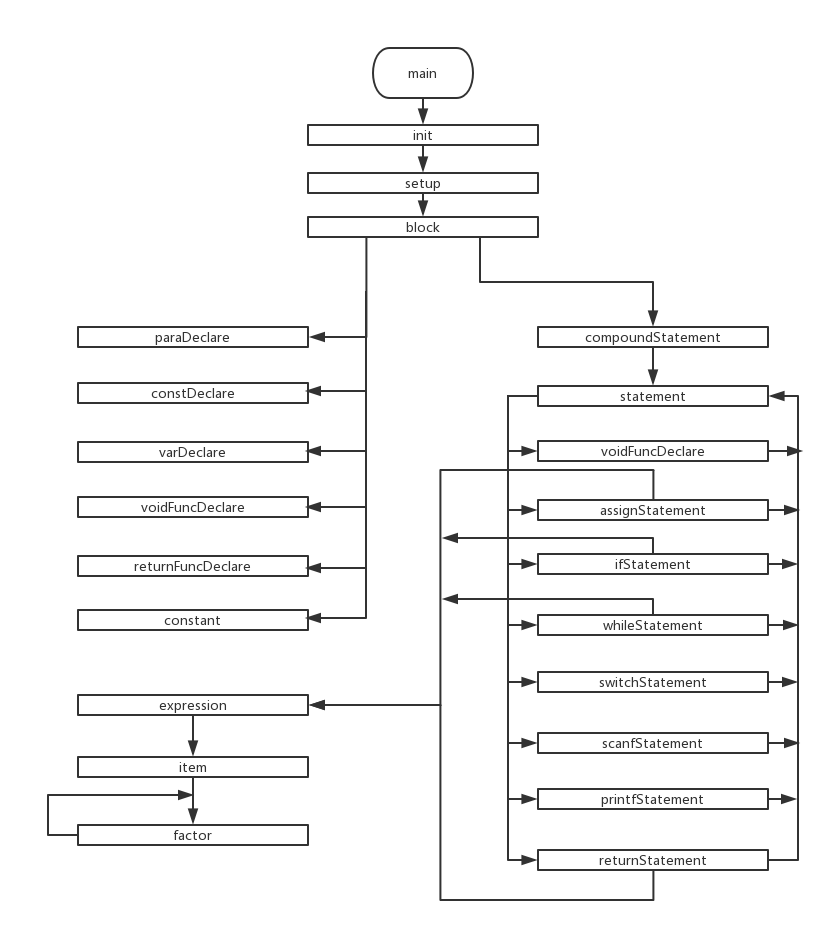 main
init
setup
block
paraDeclare
constDeclare
varDeclare
voidFuncDeclare
returnFuncDeclare
constant
expression
item
factor
compoundStatement
statement
voidFuncDeclare
assignStatement
ifStatement
whileStatement
switchStatement
scanfStatement
printfStatement
returnStatement